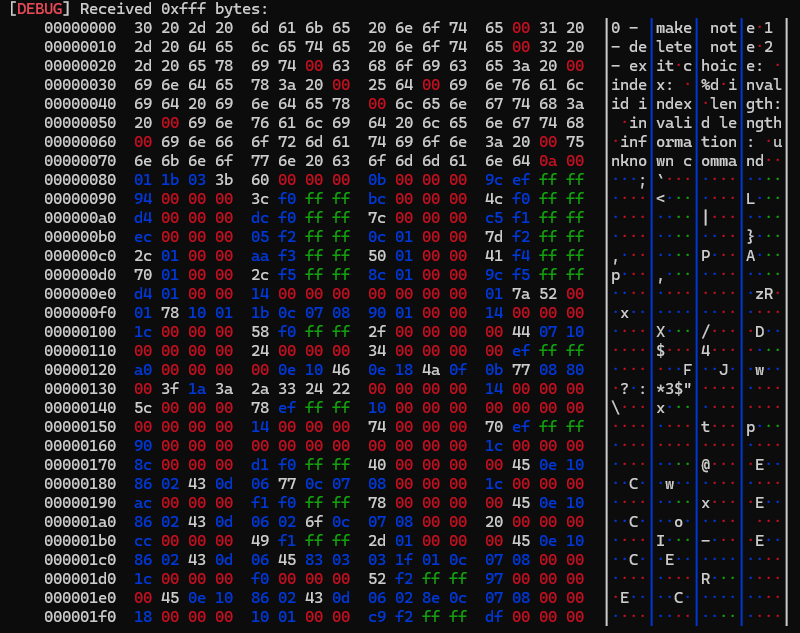 [DEBUG] Received 0xfff bytes:
00000000  30 20 2d 20  6d 61 6b 65  20 6e 6f 74  65 00 31 20  │0 - │make│ not│e·1 │
00000010  2d 20 64 65  6c 65 74 65  20 6e 6f 74  65 00 32 20  │- de│lete│ not│e·2 │
00000020  2d 20 65 78  69 74 00 63  68 6f 69 63  65 3a 20 00  │- ex│it·c│hoic│e: ·│
00000030  69 6e 64 65  78 3a 20 00  25 64 00 69  6e 76 61 6c  │inde│x: ·│%d·i│nval│
00000040  69 64 20 69  6e 64 65 78  00 6c 65 6e  67 74 68 3a  │id i│ndex│·len│gth:│
00000050  20 00 69 6e  76 61 6c 69  64 20 6c 65  6e 67 74 68  │ ·in│vali│d le│ngth│
00000060  00 69 6e 66  6f 72 6d 61  74 69 6f 6e  3a 20 00 75  │·inf│orma│tion│: ·u│
00000070  6e 6b 6e 6f  77 6e 20 63  6f 6d 6d 61  6e 64 0a 00  │nkno│wn c│omma│nd··│
00000080  01 1b 03 3b  60 00 00 00  0b 00 00 00  9c ef ff ff  │···;│`···│····│····│
00000090  94 00 00 00  3c f0 ff ff  bc 00 00 00  4c f0 ff ff  │····│<···│····│L···│
000000a0  d4 00 00 00  dc f0 ff ff  7c 00 00 00  c5 f1 ff ff  │····│····│|···│····│
000000b0  ec 00 00 00  05 f2 ff ff  0c 01 00 00  7d f2 ff ff  │····│····│····│}···│
000000c0  2c 01 00 00  aa f3 ff ff  50 01 00 00  41 f4 ff ff  │,···│····│P···│A···│
000000d0  70 01 00 00  2c f5 ff ff  8c 01 00 00  9c f5 ff ff  │p···│,···│····│····│
000000e0  d4 01 00 00  14 00 00 00  00 00 00 00  01 7a 52 00  │····│····│····│·zR·│
000000f0  01 78 10 01  1b 0c 07 08  90 01 00 00  14 00 00 00  │·x··│····│····│····│
00000100  1c 00 00 00  58 f0 ff ff  2f 00 00 00  00 44 07 10  │····│X···│/···│·D··│
00000110  00 00 00 00  24 00 00 00  34 00 00 00  00 ef ff ff  │····│$···│4···│····│
00000120  a0 00 00 00  00 0e 10 46  0e 18 4a 0f  0b 77 08 80  │····│···F│··J·│·w··│
00000130  00 3f 1a 3a  2a 33 24 22  00 00 00 00  14 00 00 00  │·?·:│*3$"│····│····│
00000140  5c 00 00 00  78 ef ff ff  10 00 00 00  00 00 00 00  │\···│x···│····│····│
00000150  00 00 00 00  14 00 00 00  74 00 00 00  70 ef ff ff  │····│····│t···│p···│
00000160  90 00 00 00  00 00 00 00  00 00 00 00  1c 00 00 00  │····│····│····│····│
00000170  8c 00 00 00  d1 f0 ff ff  40 00 00 00  00 45 0e 10  │····│····│@···│·E··│
00000180  86 02 43 0d  06 77 0c 07  08 00 00 00  1c 00 00 00  │··C·│·w··│····│····│
00000190  ac 00 00 00  f1 f0 ff ff  78 00 00 00  00 45 0e 10  │····│····│x···│·E··│
000001a0  86 02 43 0d  06 02 6f 0c  07 08 00 00  20 00 00 00  │··C·│··o·│····│ ···│
000001b0  cc 00 00 00  49 f1 ff ff  2d 01 00 00  00 45 0e 10  │····│I···│-···│·E··│
000001c0  86 02 43 0d  06 45 83 03  03 1f 01 0c  07 08 00 00  │··C·│·E··│····│····│
000001d0  1c 00 00 00  f0 00 00 00  52 f2 ff ff  97 00 00 00  │····│····│R···│····│
000001e0  00 45 0e 10  86 02 43 0d  06 02 8e 0c  07 08 00 00  │·E··│··C·│····│····│
000001f0  18 00 00 00  10 01 00 00  c9 f2 ff ff  df 00 00 00  │····│····│····│····│